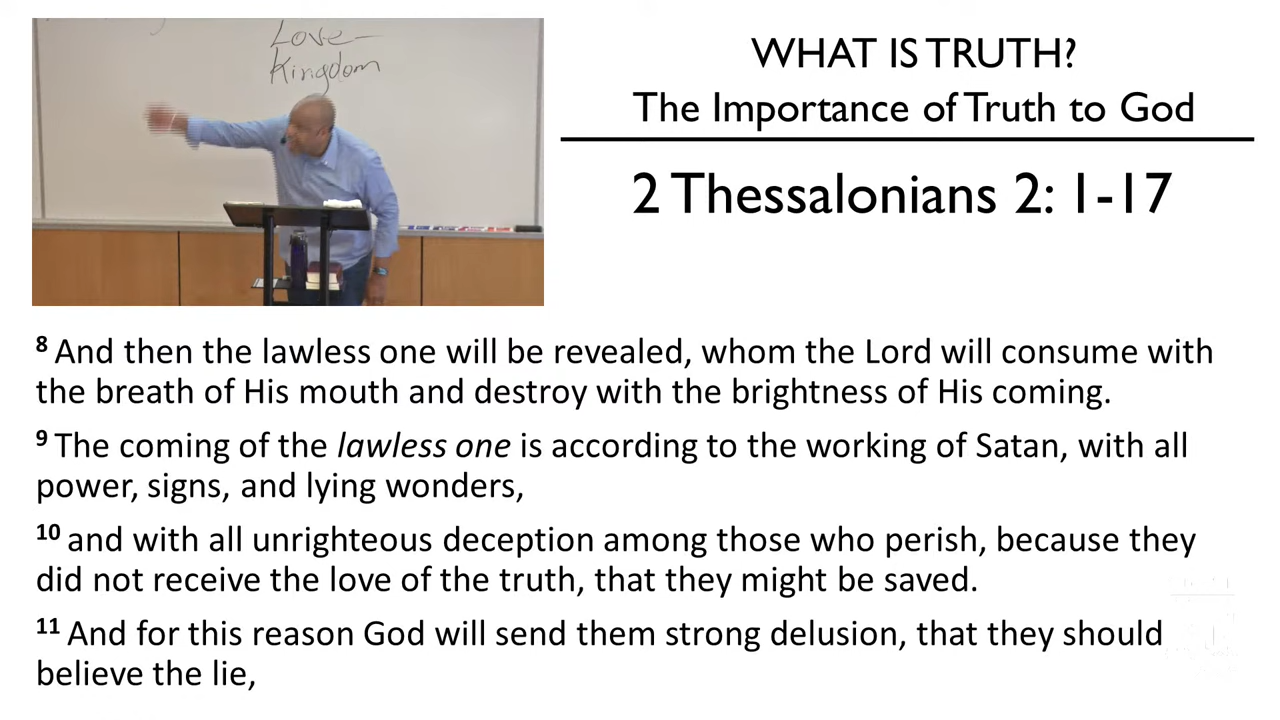 Love-
Kingdom
WHAT IS TRUTH?
The Importance of Truth to God
2 Thessalonians 2: 1-17
8 And then the lawless one will be revealed, whom the Lord will consume with
the breath of His mouth and destroy with the brightness of His coming.
9 The coming of the lawless one is according to the working of Satan, with all
power, signs, and lying wonders,
10 and with all unrighteous deception among those who perish, because they
did not receive the love of the truth, that they might be saved.
11 And for this reason God will send them strong delusion, that they should
believe the lie,